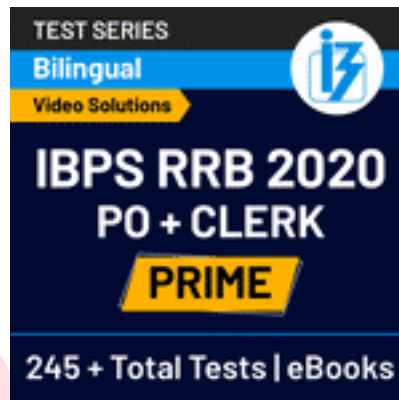 TEST SERIES
Bilingual
Video Solutions
IBPS RRB 2020
PO + CLERK
PRIME
245 + Total Tests | eBooks